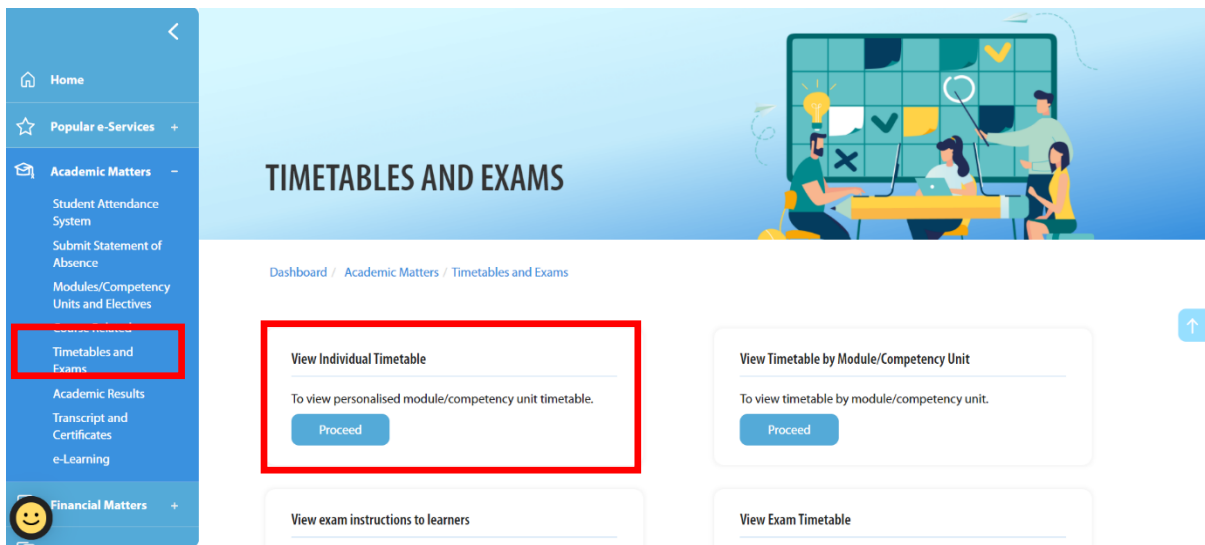 Home
Popular e-Services +
Academic Matters –
Student Attendance
System
Submit Statement of
Absence
Modules/Competency
Units and Electives
Course Related
Timetables and
Exams
Academic Results
Transcript and
Certificates
e-Learning
Financial Matters +
TIMETABLES AND EXAMS
Dashboard / Academic Matters / Timetables and Exams
View Individual Timetable
To view personalised module/competency unit timetable.
Proceed
View Timetable by Module/Competency Unit
To view timetable by module/competency unit.
Proceed
View exam instructions to learners
View Exam Timetable